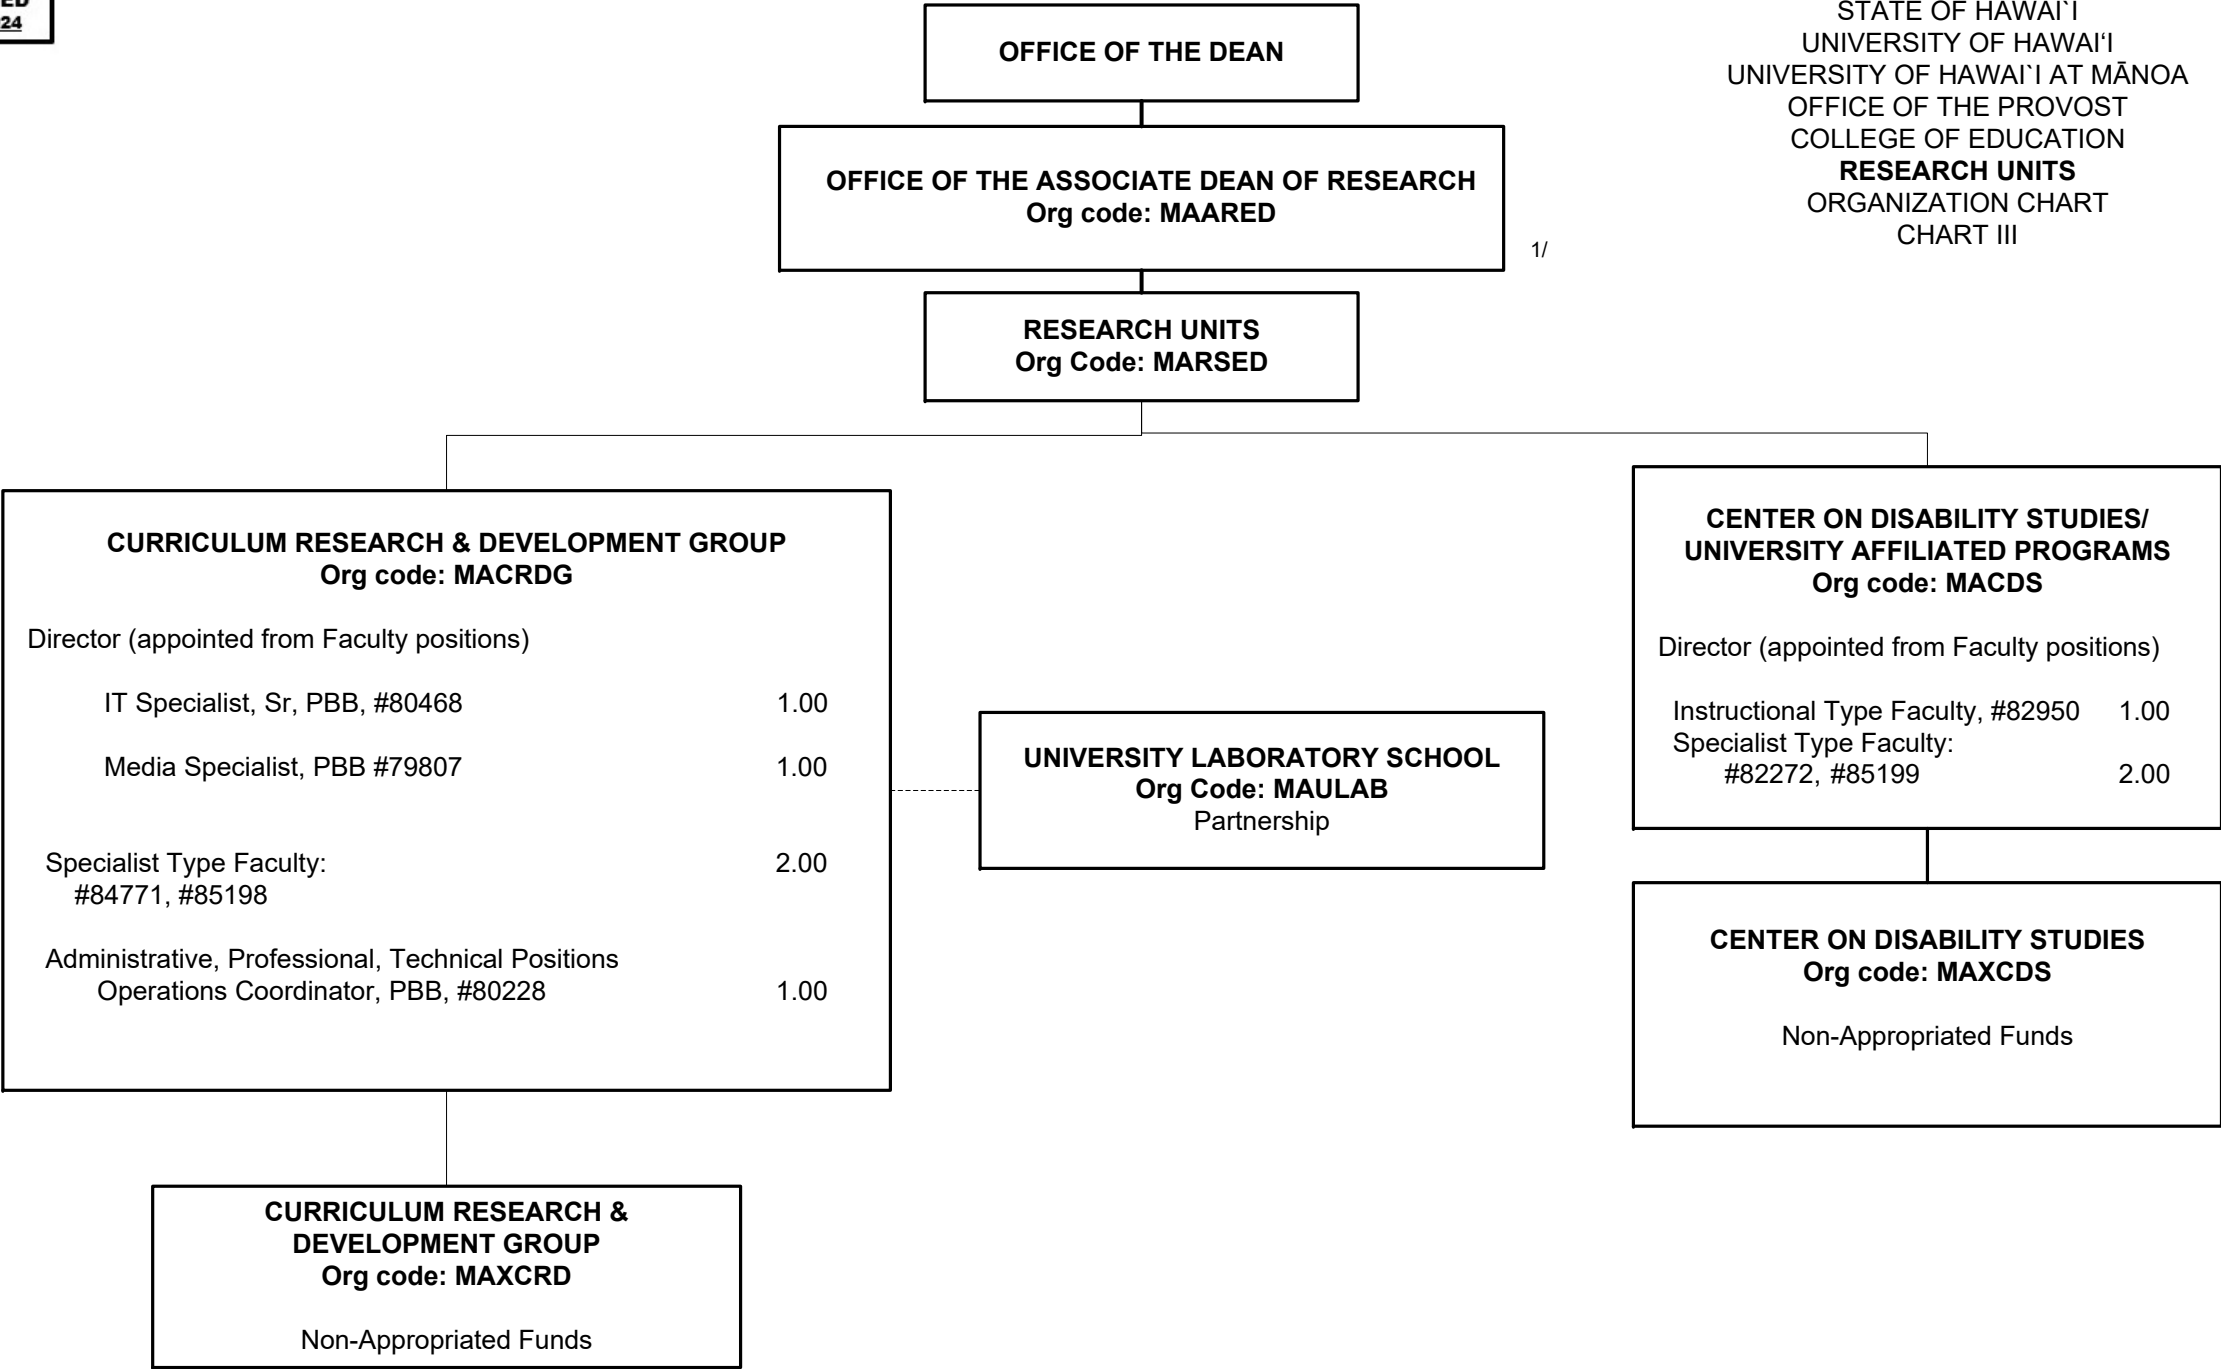 ED
24
STATE OF HAWAI`I
UNIVERSITY OF HAWAI‘I
UNIVERSITY OF HAWAI`I AT MĀNOA
OFFICE OF THE PROVOST
COLLEGE OF EDUCATION
RESEARCH UNITS
ORGANIZATION CHART
CHART III
OFFICE OF THE DEAN
OFFICE OF THE ASSOCIATE DEAN OF RESEARCH
Org code: MAARED
1/
RESEARCH UNITS
Org Code: MARSED
CURRICULUM RESEARCH & DEVELOPMENT GROUP
Org code: MACRDG
Director (appointed from Faculty positions)
IT Specialist, Sr, PBB, #80468 1.00
Media Specialist, PBB #79807 1.00
Specialist Type Faculty: 2.00
#84771, #85198
Administrative, Professional, Technical Positions
Operations Coordinator, PBB, #80228 1.00
UNIVERSITY LABORATORY SCHOOL
Org Code: MAULAB
Partnership
CENTER ON DISABILITY STUDIES/
UNIVERSITY AFFILIATED PROGRAMS
Org code: MACDS
Director (appointed from Faculty positions)
Instructional Type Faculty, #82950 1.00
Specialist Type Faculty:
#82272, #85199 2.00
CENTER ON DISABILITY STUDIES
Org code: MAXCDS
Non-Appropriated Funds
CURRICULUM RESEARCH &
DEVELOPMENT GROUP
Org code: MAXCRD
Non-Appropriated Funds